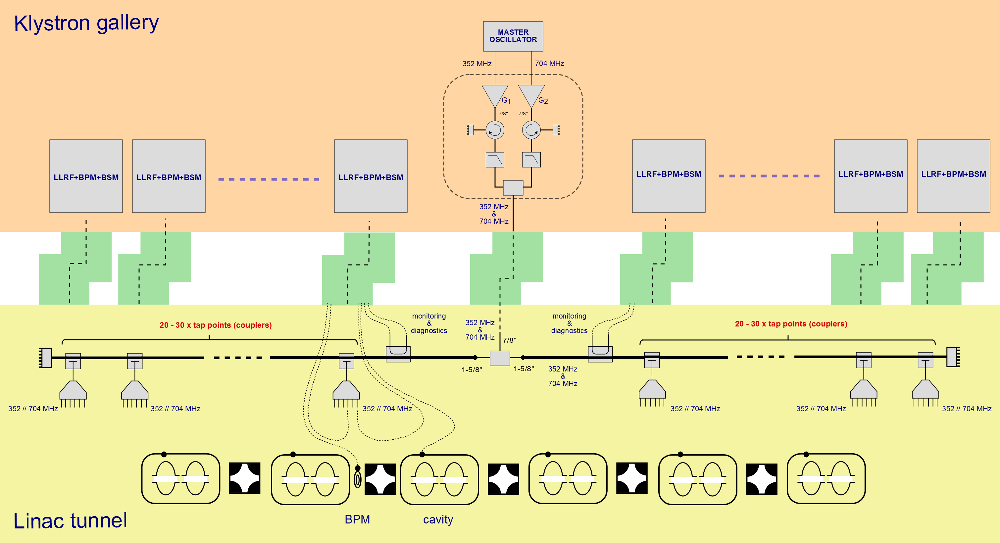 Klystron gallery
MASTER
OSCILLATOR
352 MHz
704 MHz
G1
G2
7/8"
7/8"
LLRF+BPM+BSM
LLRF+BPM+BSM
LLRF+BPM+BSM
LLRF+BPM+BSM
LLRF+BPM+BSM
LLRF+BPM+BSM
352 MHz
&
704 MHz
20 - 30 x tap points (couplers)
monitoring
&
diagnostics
352 MHz
&
704 MHz
7/8"
monitoring
&
diagnostics
20 - 30 x tap points (couplers)
1-5/8"
1-5/8"
352 MHz
&
704 MHz
352 // 704 MHz
352 // 704 MHz
352 // 704 MHz
352 // 704 MHz
352 // 704 MHz
352 // 704 MHz
BPM
cavity
Linac tunnel